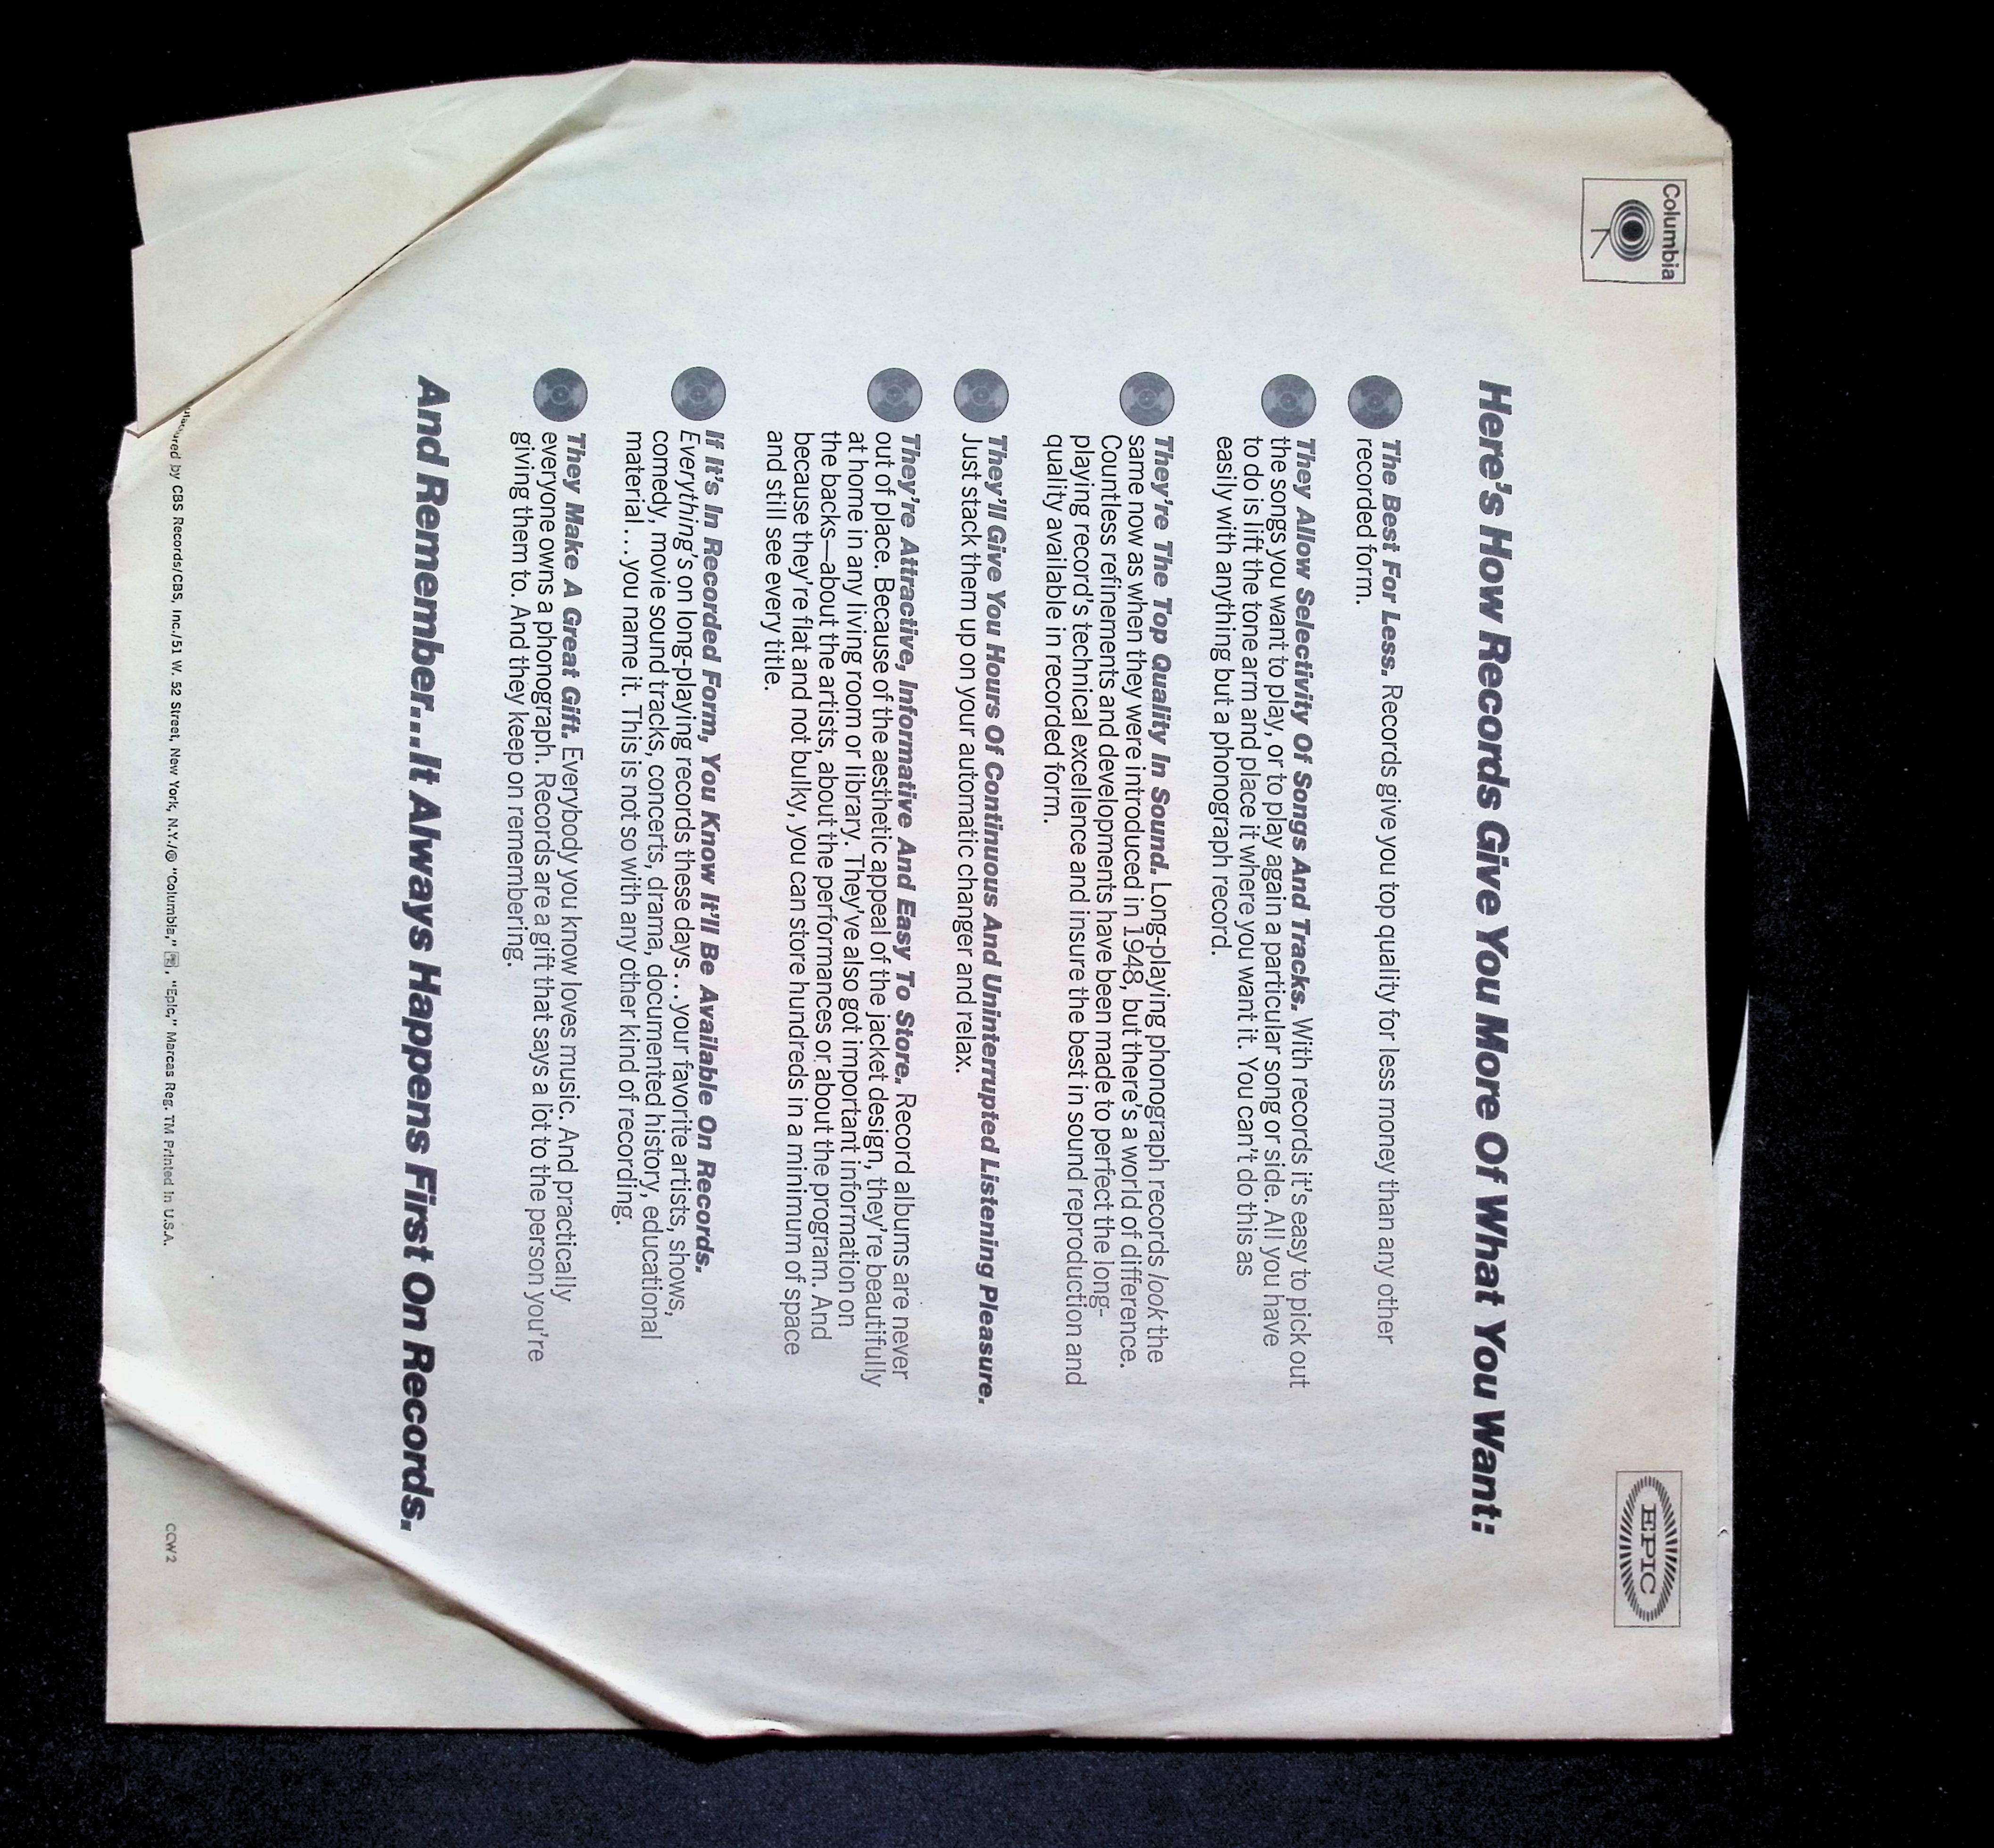 Columbia
EPIC
Here's How Records Give You More Of What You Want:
The Best For Less. Records give you top quality for less money than any other
recorded form.
They Allow Selectivity Of Songs And Tracks. With records it's easy to pick out
the songs you want to play, or to play again a particular song or side. All you have
to do is lift the tone arm and place it where you want it. You can't do this as
easily with anything but a phonograph record.
They're The Top Quality In Sound. Long-playing phonograph records look the
same now as when they were introduced in 1948, but there's a world of difference.
Countless refinements and developments have been made to perfect the long-
playing record's technical excellence and insure the best in sound reproduction and
quality available in recorded form.
They'll Give You Hours Of Continuous And Uninterrupted Listening Pleasure.
Just stack them up on your automatic changer and relax.
They're Attractive, Informative And Easy To Store. Record albums are never
out of place. Because of the aesthetic appeal of the jacket design, they're beautifully
at home in any living room or library. They've also got important information on
the backs—about the artists, about the performances or about the program. And
because they're flat and not bulky, you can store hundreds in a minimum of space
and still see every title.
If It's In Recorded Form, You Know It'll Be Available On Records.
Everything's on long-playing records these days...your favorite artists, shows,
comedy, movie sound tracks, concerts, drama, documented history, educational
material...you name it. This is not so with any other kind of recording.
They Make A Great Gift. Everybody you know loves music. And practically
everyone owns a phonograph. Records are a gift that says a lot to the person you're
giving them to. And they keep on remembering.
And Remember...It Always Happens First On Records.
by CBS Records/CBS, Inc./51 W. 52 Street, New York, N.Y./® "Columbia," , "Epic," Marcas Reg. TM Printed in U.S.A.
CCW2